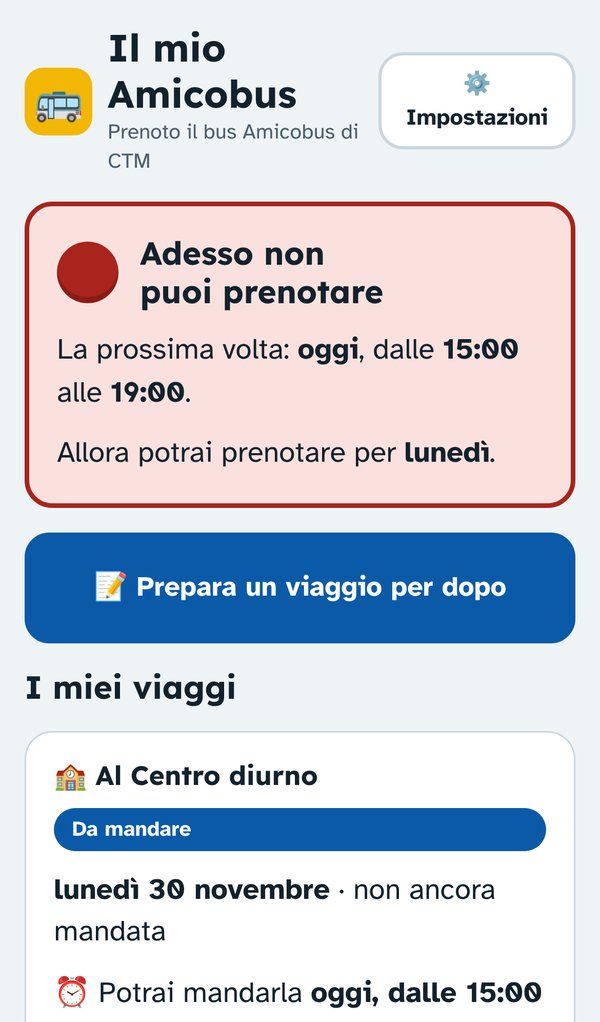 Il mio
Amicobus
Prenoto il bus Amicobus di
CTM
Impostazioni
Adesso non
puoi prenotare
La prossima volta: oggi, dalle 15:00
alle 19:00.
Allora potrai prenotare per lunedì.
Prepara un viaggio per dopo
I miei viaggi
Al Centro diurno
Da mandare
lunedì 30 novembre · non ancora
mandata
Potrai mandarla oggi, dalle 15:00